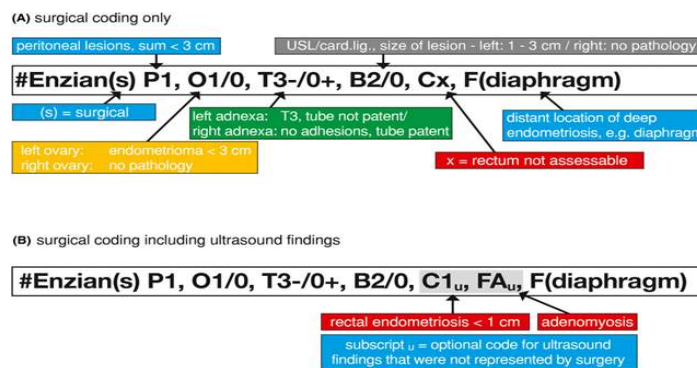 (A) surgical coding only
peritoneal lesions, sum < 3 cm
USL/card.lig., size of lesion - left: 1 - 3 cm / right: no pathology
#Enzian(s) P1, O1/0, T3-/0+, B2/0, Cx, F(diaphragm)
(s) = surgical
left adnexa: T3, tube not patent/
right adnexa: no adhesions, tube patent
distant location of deep
endometriosis, e.g. diaphragm
left ovary: endometrioma < 3 cm
right ovary: no pathology
x = rectum not assessable
(B) surgical coding including ultrasound findings
#Enzian(s) P1, O1/0, T3-/0+, B2/0, C1u, FAu, F(diaphragm)
rectal endometriosis < 1 cm
adenomyosis
subscript u = optional code for ultrasound
findings that were not represented by surgery